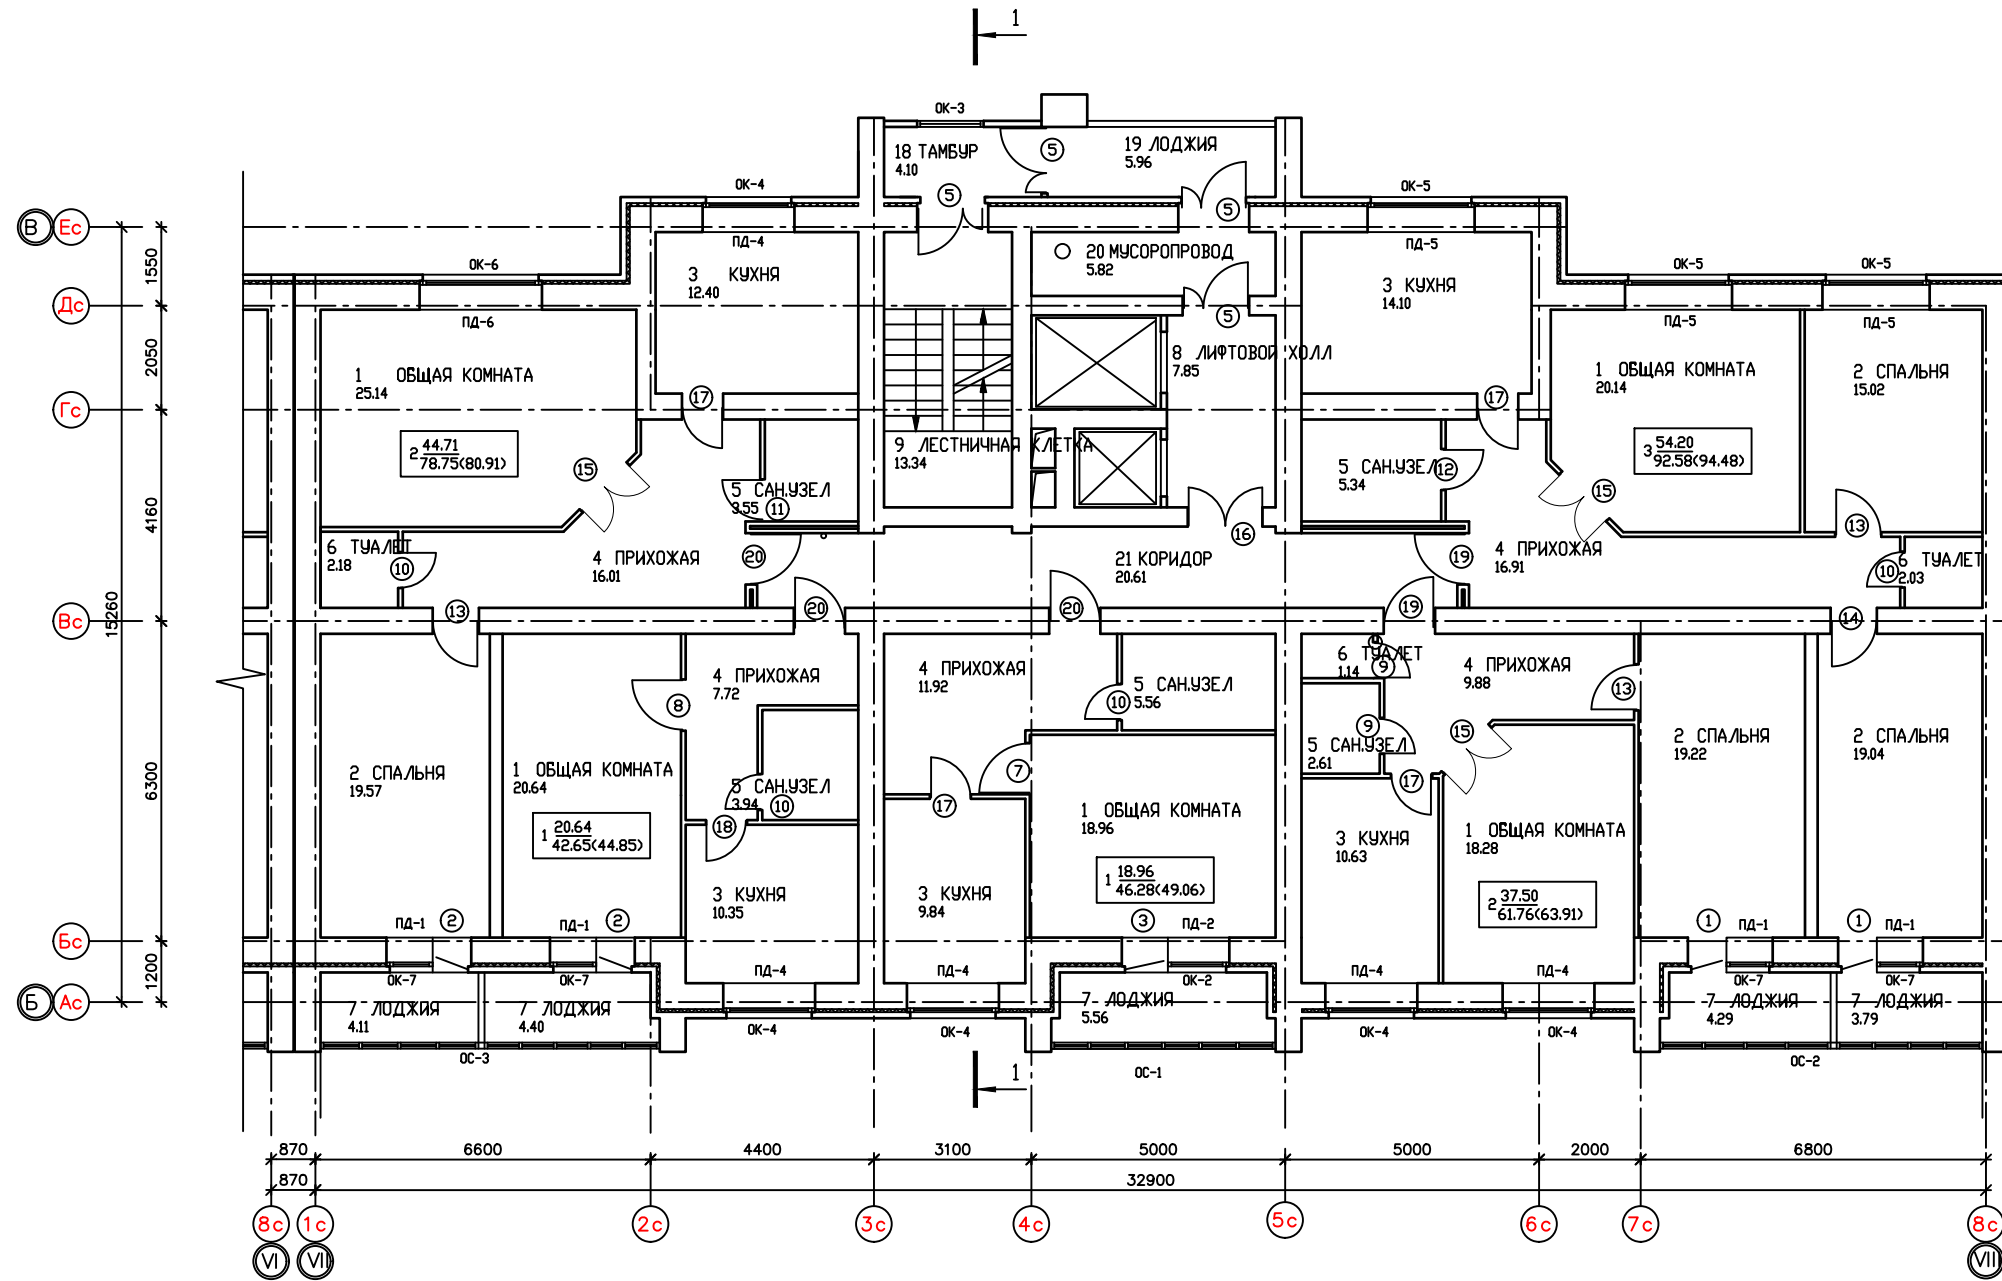 1
ОК-3
18 ТАМБУР
4.10
5
19 ЛОДЖИЯ
5.96
ОК-4
5
5
ОК-5
В
Ес
ПД-4
ПД-5
20 МУСОРОПРОВОД
5.82
1550
ОК-6
3 КУХНЯ
12.40
3 КУХНЯ
14.10
ОК-5
ОК-5
Дс
ПД-6
5
ПД-5
ПД-5
2050
8 ЛИФТОВОЙ ХОЛЛ
7.85
1 ОБЩАЯ КОМНАТА
25.14
1 ОБЩАЯ КОМНАТА
20.14
2 СПАЛЬНЯ
15.02
Гс
17
17
9 ЛЕСТНИЧНАЯ КЛЕТКА
13.34
2 44.71
78.75(80.91)
3 54.20
92.58(94.48)
15
5 САН.УЗЕЛ
5.34
12
15
5 САН.УЗЕЛ
3.55
11
4160
13
16
6 ТУАЛЕТ
2.18
10
4 ПРИХОЖАЯ
16.01
20
21 КОРИДОР
20.61
19
4 ПРИХОЖАЯ
16.91
10
6 ТУАЛЕТ
2.03
15260
Вс
13
20
20
19
14
6 ТУАЛЕТ
1.14
9
9
4 ПРИХОЖАЯ
7.72
4 ПРИХОЖАЯ
11.92
4 ПРИХОЖАЯ
9.88
13
8
5 САН.УЗЕЛ
5.56
10
9
15
5 САН.УЗЕЛ
2.61
2 СПАЛЬНЯ
19.22
2 СПАЛЬНЯ
19.04
6300
2 СПАЛЬНЯ
19.57
1 ОБЩАЯ КОМНАТА
20.64
5 САН.УЗЕЛ
3.94
10
7
17
17
18
1 20.64
42.65(44.85)
1 ОБЩАЯ КОМНАТА
18.96
3 КУХНЯ
10.63
1 ОБЩАЯ КОМНАТА
18.28
3 КУХНЯ
10.35
3 КУХНЯ
9.84
1 18.96
46.28(49.06)
2 37.50
61.76(63.91)
ПД-1
2
ПД-1
2
3
ПД-2
1
ПД-1
1
ПД-1
Бс
1200
ОК-7
ОК-7
ПД-4
ПД-4
ОК-2
ПД-4
ПД-4
ОК-7
ОК-7
Б
Ас
7 ЛОДЖИЯ
4.11
7 ЛОДЖИЯ
4.40
7 ЛОДЖИЯ
5.56
7 ЛОДЖИЯ
4.29
7 ЛОДЖИЯ
3.79
ОК-4
ОК-4
ОК-4
ОК-4
ОС-3
1
ОС-1
ОС-2
870
6600
4400
3100
5000
5000
2000
6800
870
32900
8с
1с
2с
3с
4с
5с
6с
7с
8с
VI
VII
VII